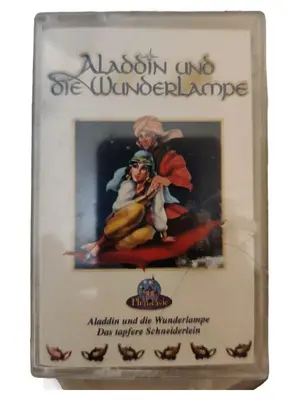 ALADDIN UND
DIE WUNDERLAMPE
Aladdin und die Wunderlampe
Das tapfere Schneiderlein